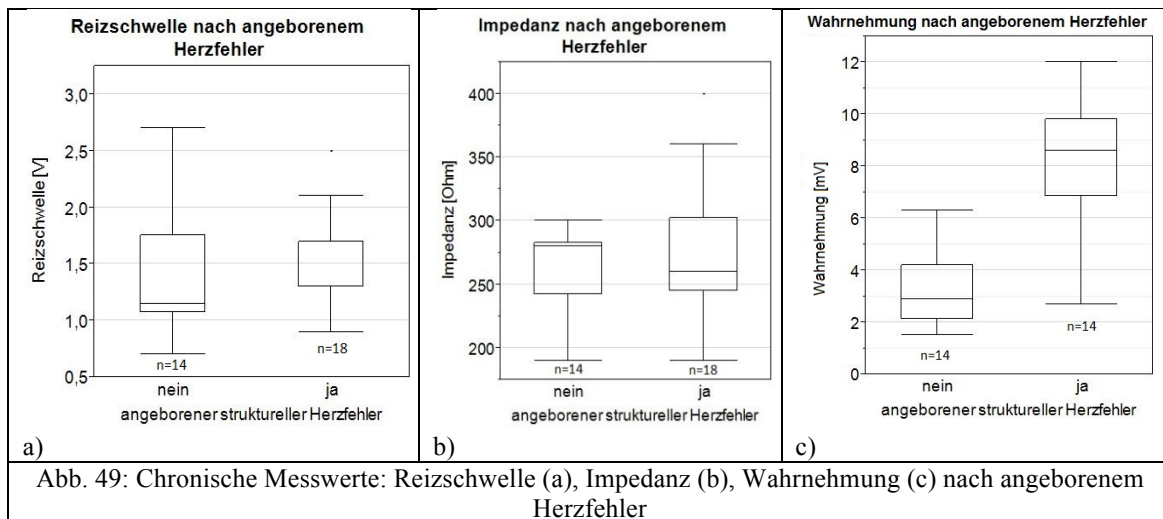 Reizschwelle nach angeborenem
Herzfehler
3,0
2,5
2,0
1,5
1,0
0,5
Reizschwelle [V]
n=14
n=18
nein
ja
angeborener struktureller Herzfehler
a)
Impedanz nach angeborenem
Herzfehler
400
350
300
250
200
Impedanz [Ohm]
n=14
n=18
nein
ja
angeborener struktureller Herzfehler
b)
Wahrnehmung nach angeborenem Herzfehler
12
10
8
6
4
2
0
Wahrnehmung [mV]
n=14
n=14
nein
ja
angeborener struktureller Herzfehler
c)
Abb. 49: Chronische Messwerte: Reizschwelle (a), Impedanz (b), Wahrnehmung (c) nach angeborenem
Herzfehler